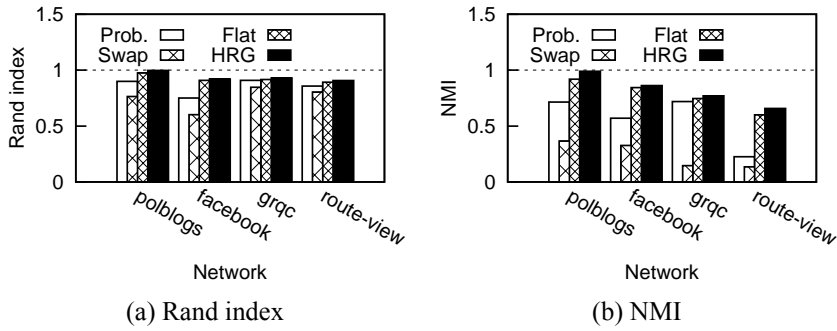 1.5
1
0.5
0
Rand index
Prob.
Swap
Flat
HRG
polblogs
facebook
grqc
route-view
Network
(a) Rand index
1.5
1
0.5
0
NMI
Prob.
Swap
Flat
HRG
polblogs
facebook
grqc
route-view
Network
(b) NMI